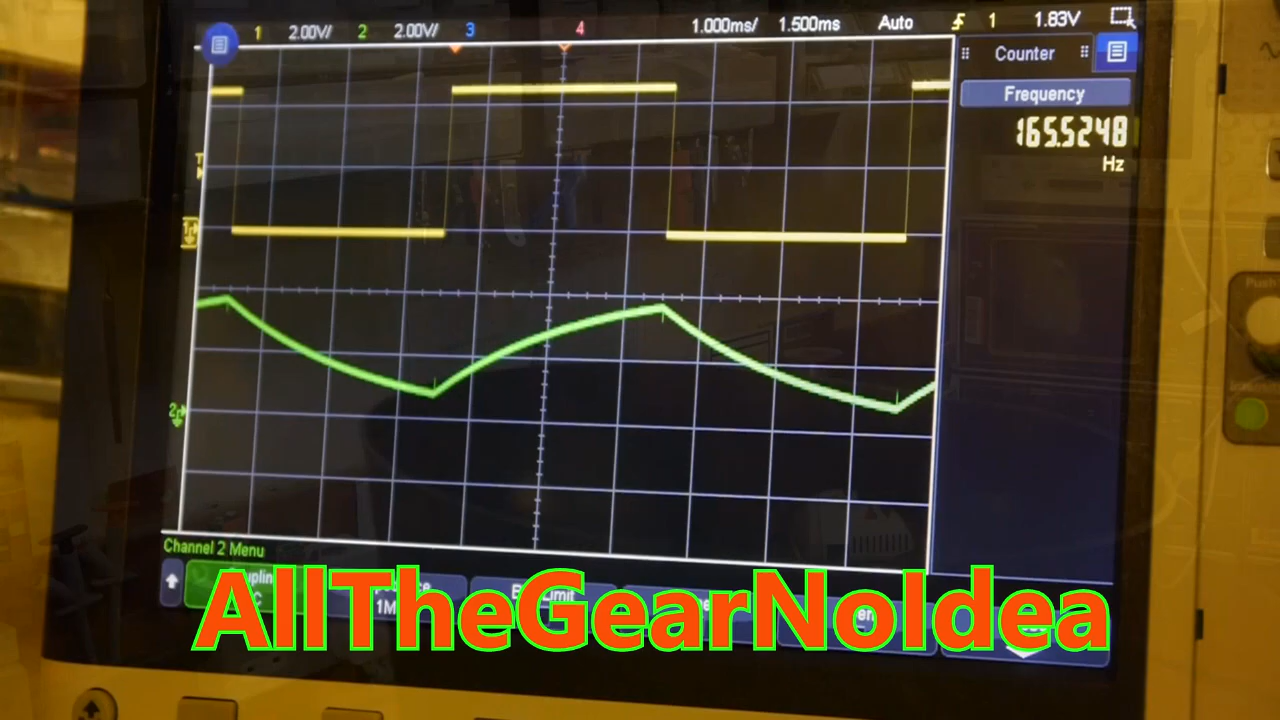 1 2.00V/ 2 2.00V/ 3 4 1.000ms/ 1.500ms Auto 1 1.83V
Counter
Frequency
165.5248
Hz
Channel 2 Menu
AllTheGearNoIdea